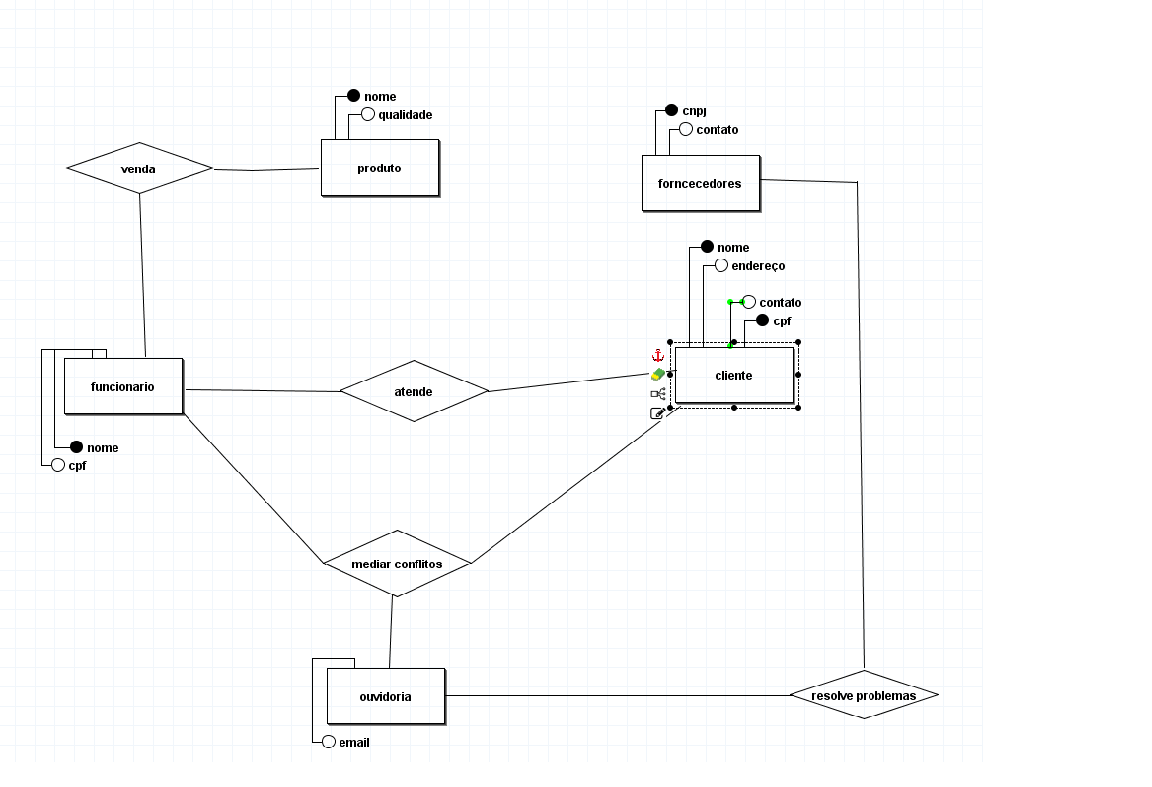 nome
qualidade
produto
venda
cnpj
contato
forncecedores
nome
endereço
contato
cpf
cliente
funcionario
nome
cpf
atende
mediar conflitos
ouvidoria
email
resolve problemas